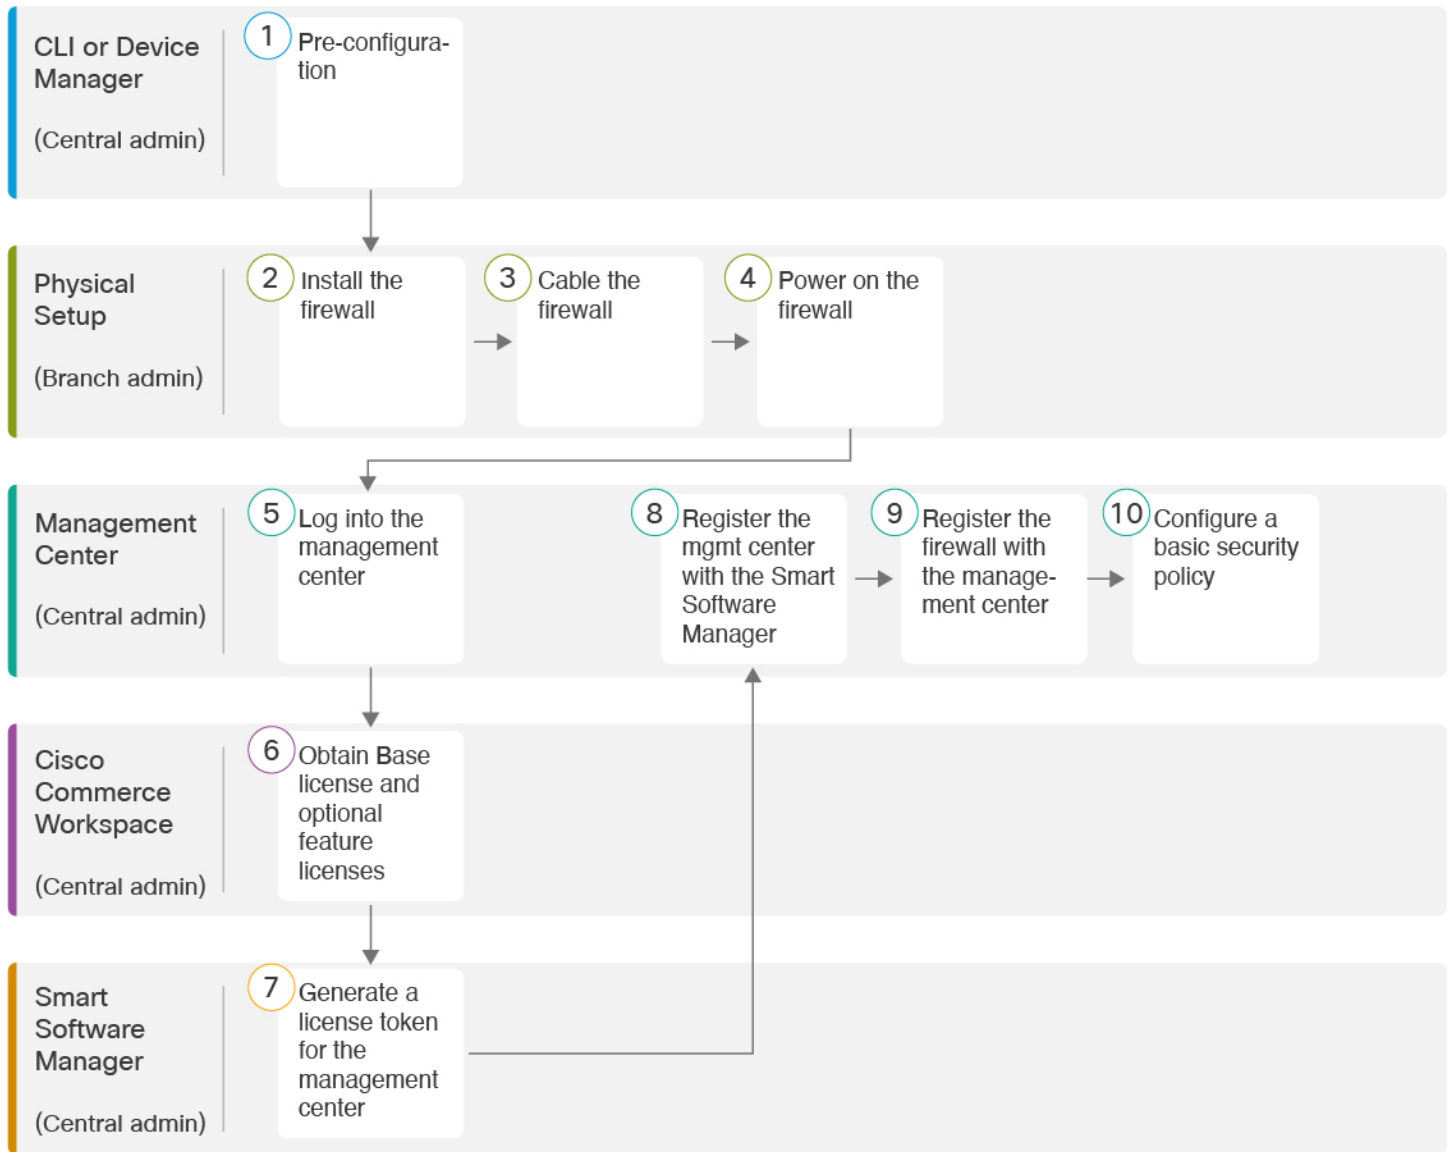 CLI or Device
Manager
(Central admin)
1
Pre-configura-
tion
Physical
Setup
(Branch admin)
2
Install the
firewall
3
Cable the
firewall
4
Power on the
firewall
Management
Center
(Central admin)
5
Log into the
management
center
8
Register the
mgmt center
with the Smart
Software
Manager
9
Register the
firewall with
the manage-
ment center
10
Configure a
basic security
policy
Cisco
Commerce
Workspace
(Central admin)
6
Obtain Base
license and
optional
feature
licenses
Smart
Software
Manager
(Central admin)
7
Generate a
license token
for the
management
center